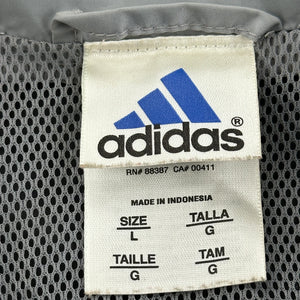 adidas®
RN# 88387 CA# 00411
MADE IN INDONESIA
SIZE TALLA
L G
TAILLE TAM
G G